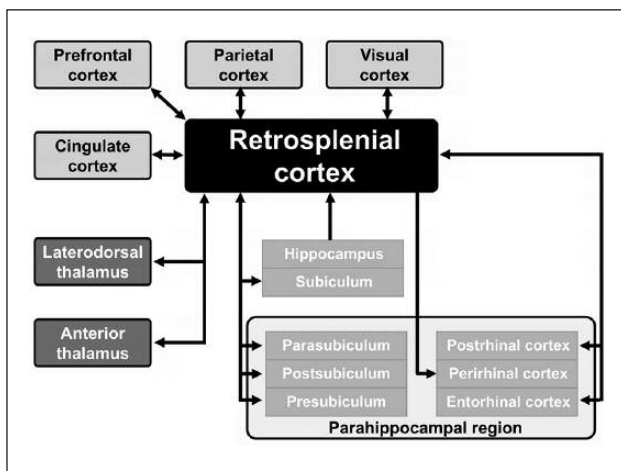 Prefrontal
cortex
Parietal
cortex
Visual
cortex
Cingulate
cortex
Retrosplenial
cortex
Laterodorsal
thalamus
Anterior
thalamus
Hippocampus
Subiculum
Parasubiculum
Postsubiculum
Presubiculum
Postrhinal cortex
Perirhinal cortex
Entorhinal cortex
Parahippocampal region